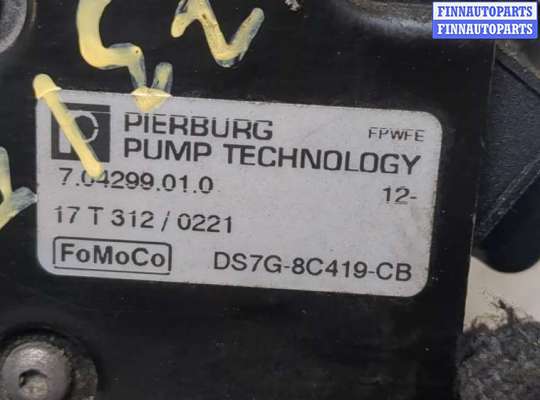 FINNAUTOPARTS
FINNAUTOPARTS
PIERBURG FPWFE
PUMP TECHNOLOGY
7.04299.01.0 12-
17 T 312 / 0221
FoMoCo DS7G-8C419-CB